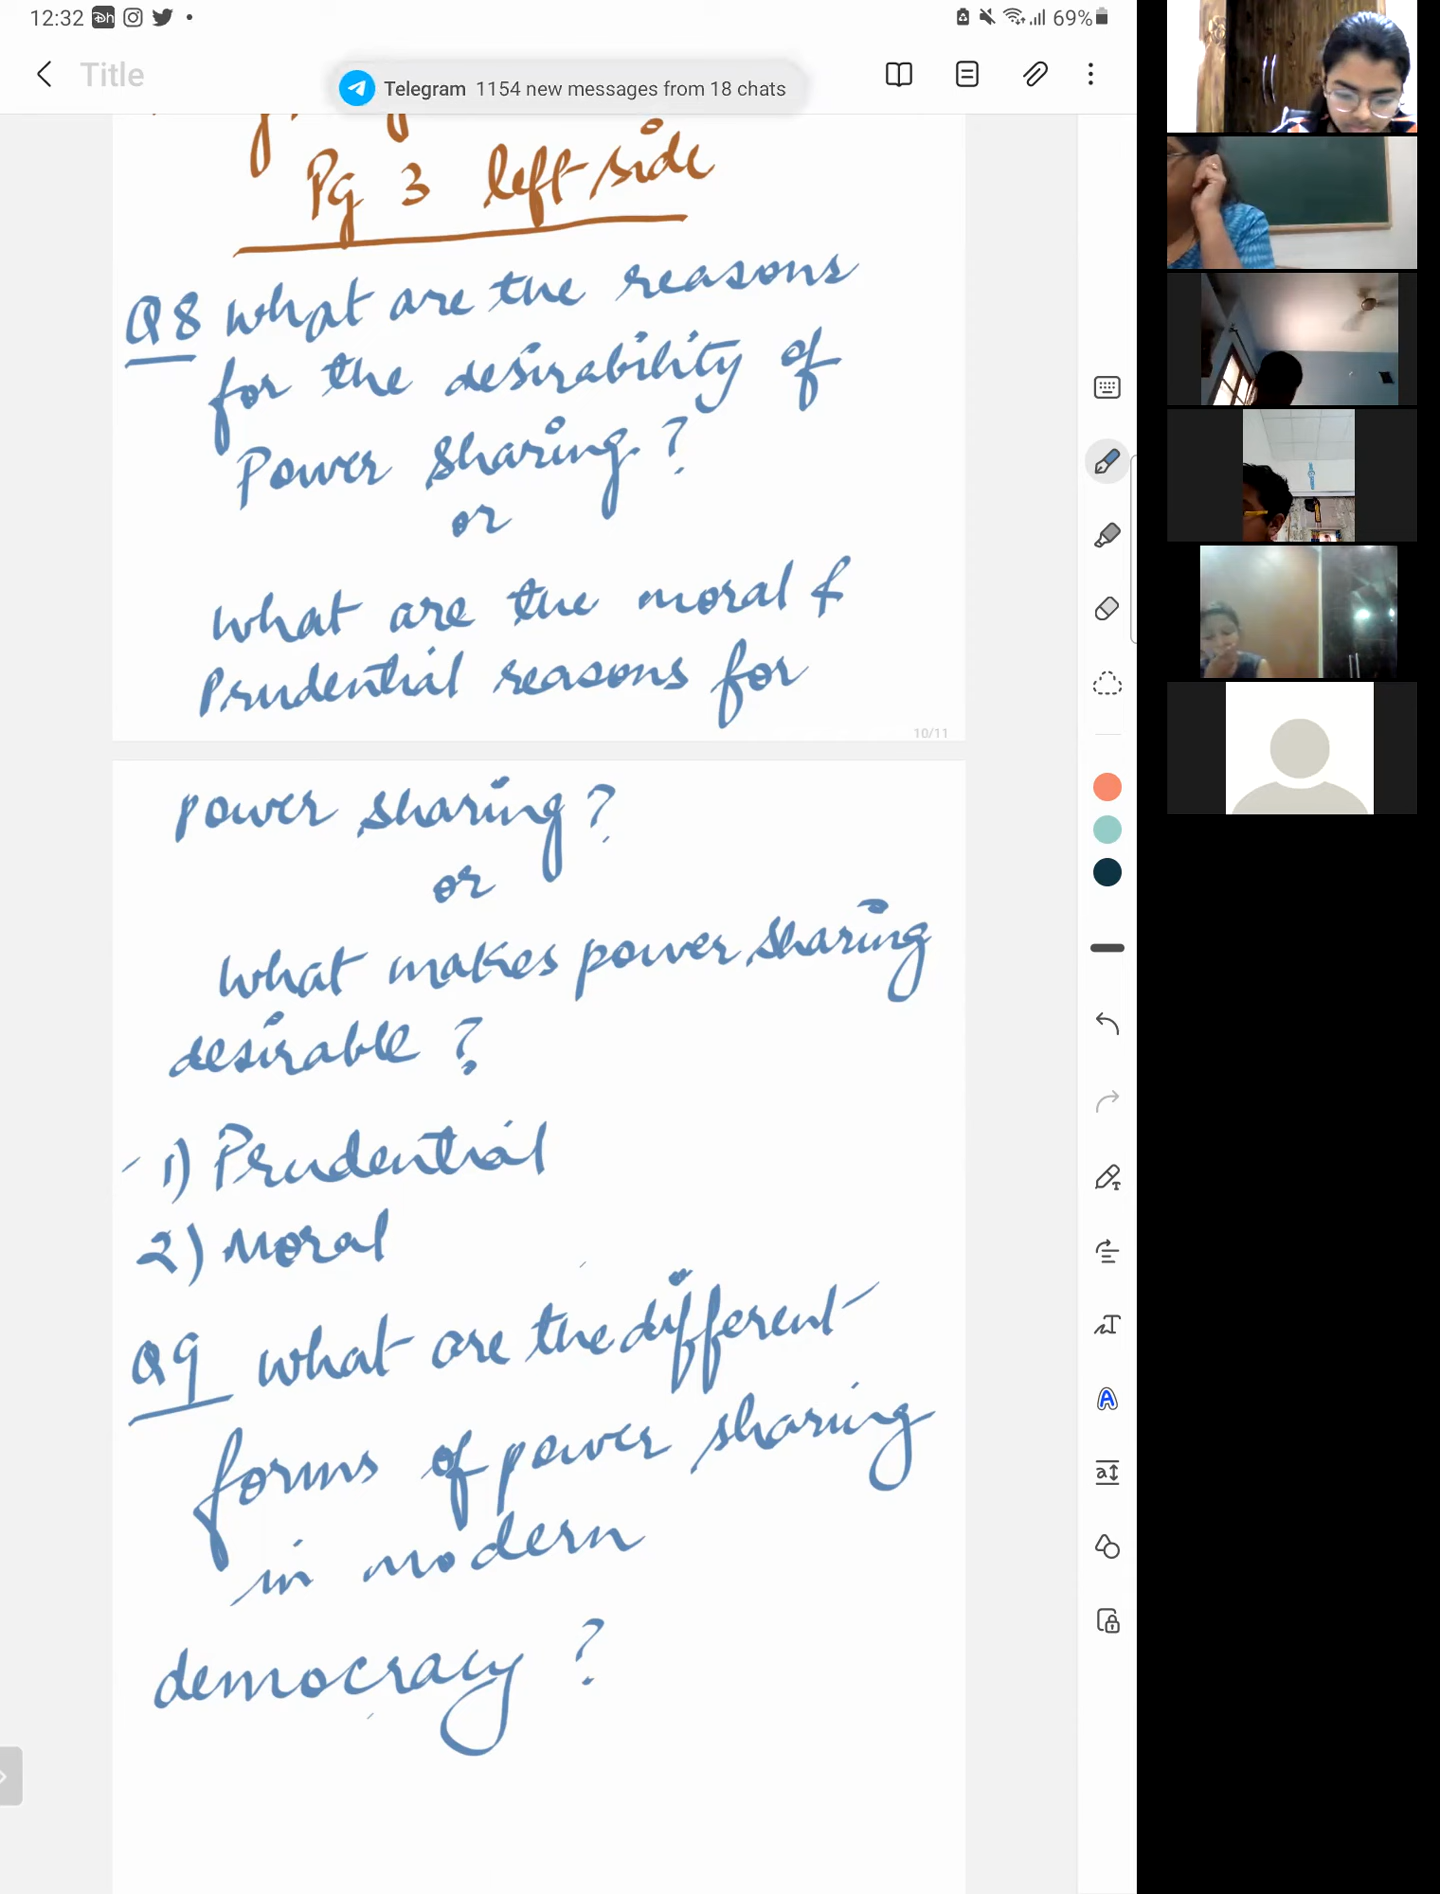 12:32
69%
Title
Telegram 1154 new messages from 18 chats
Pg 3 left side
Q8 What are the reasons
for the desirability of
Power sharing. ?
or
What are the moral &
Prudential reasons for
10/11
power sharing ?
or
What makes power sharing
desirable ?
1) Prudential
2) Moral
Q9 what are the different
forms of power sharing
in modern
democracy ?